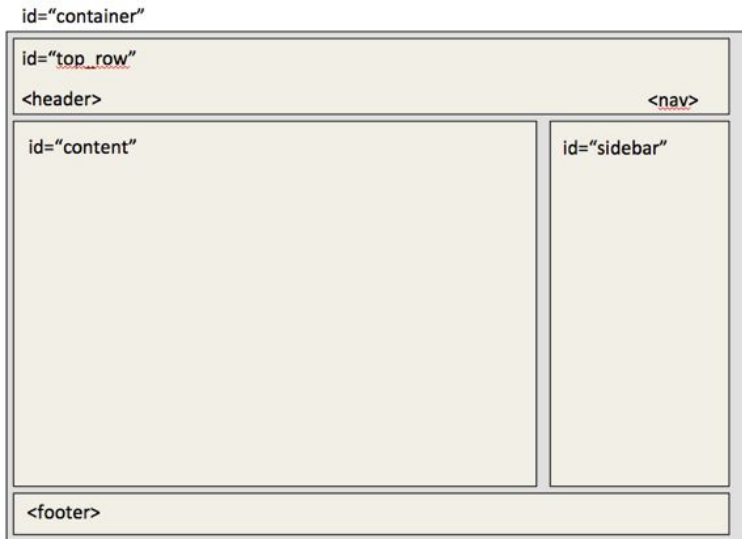 id=“container”
id=“top_row”
<header> <nav>
id=“content” id=“sidebar”
<footer>